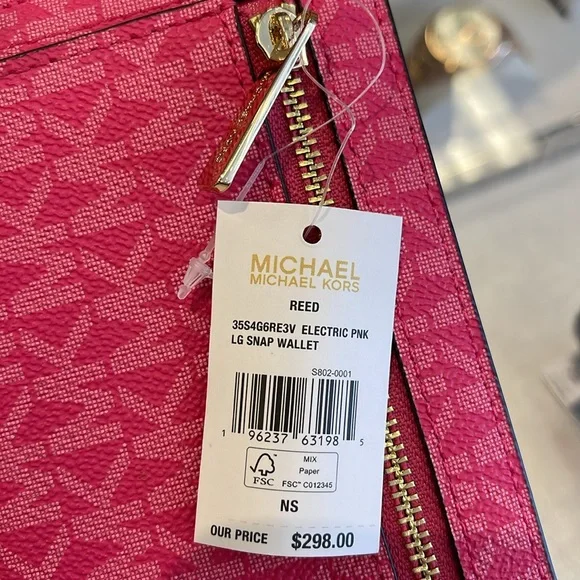 MICHAEL
MICHAEL KORS
REED
35S4G6RE3V ELECTRIC PNK
LG SNAP WALLET
S802-0001
1 96237 63198 5
FSC
MIX
Paper
FSC™ C012345
NS
OUR PRICE $298.00